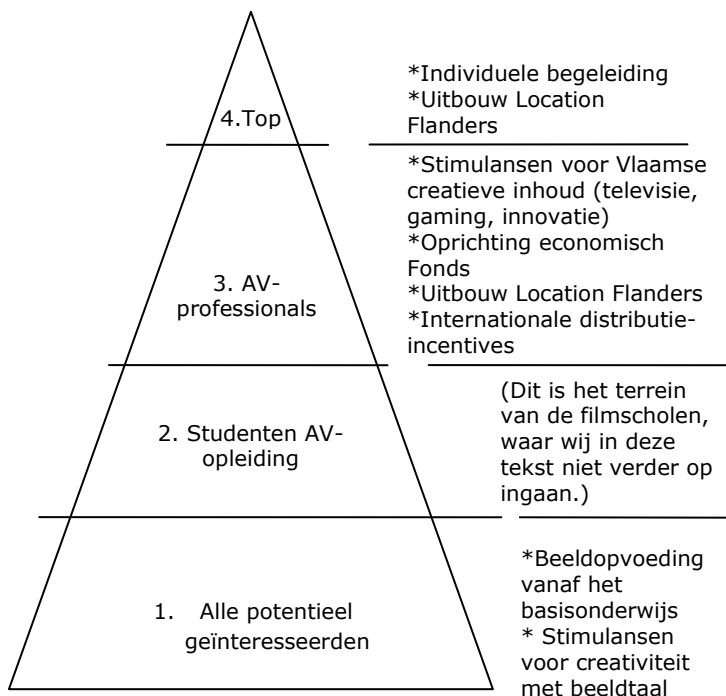 4.Top
*Individuele begeleiding
*Uitbouw Location
Flanders
3. AV-
professionals
*Stimulansen voor Vlaamse
creatieve inhoud (televisie,
gaming, innovatie)
*Oprichting economisch
Fonds
*Uitbouw Location Flanders
*Internationale distributie-
incentives
2. Studenten AV-
opleiding
(Dit is het terrein
van de filmscholen,
waar wij in deze
tekst niet verder op
ingaan.)
1. Alle potentieel
geïnteresseerden
*Beeldopvoeding
vanaf het
basisonderwijs
* Stimulansen
voor creativiteit
met beeldtaal